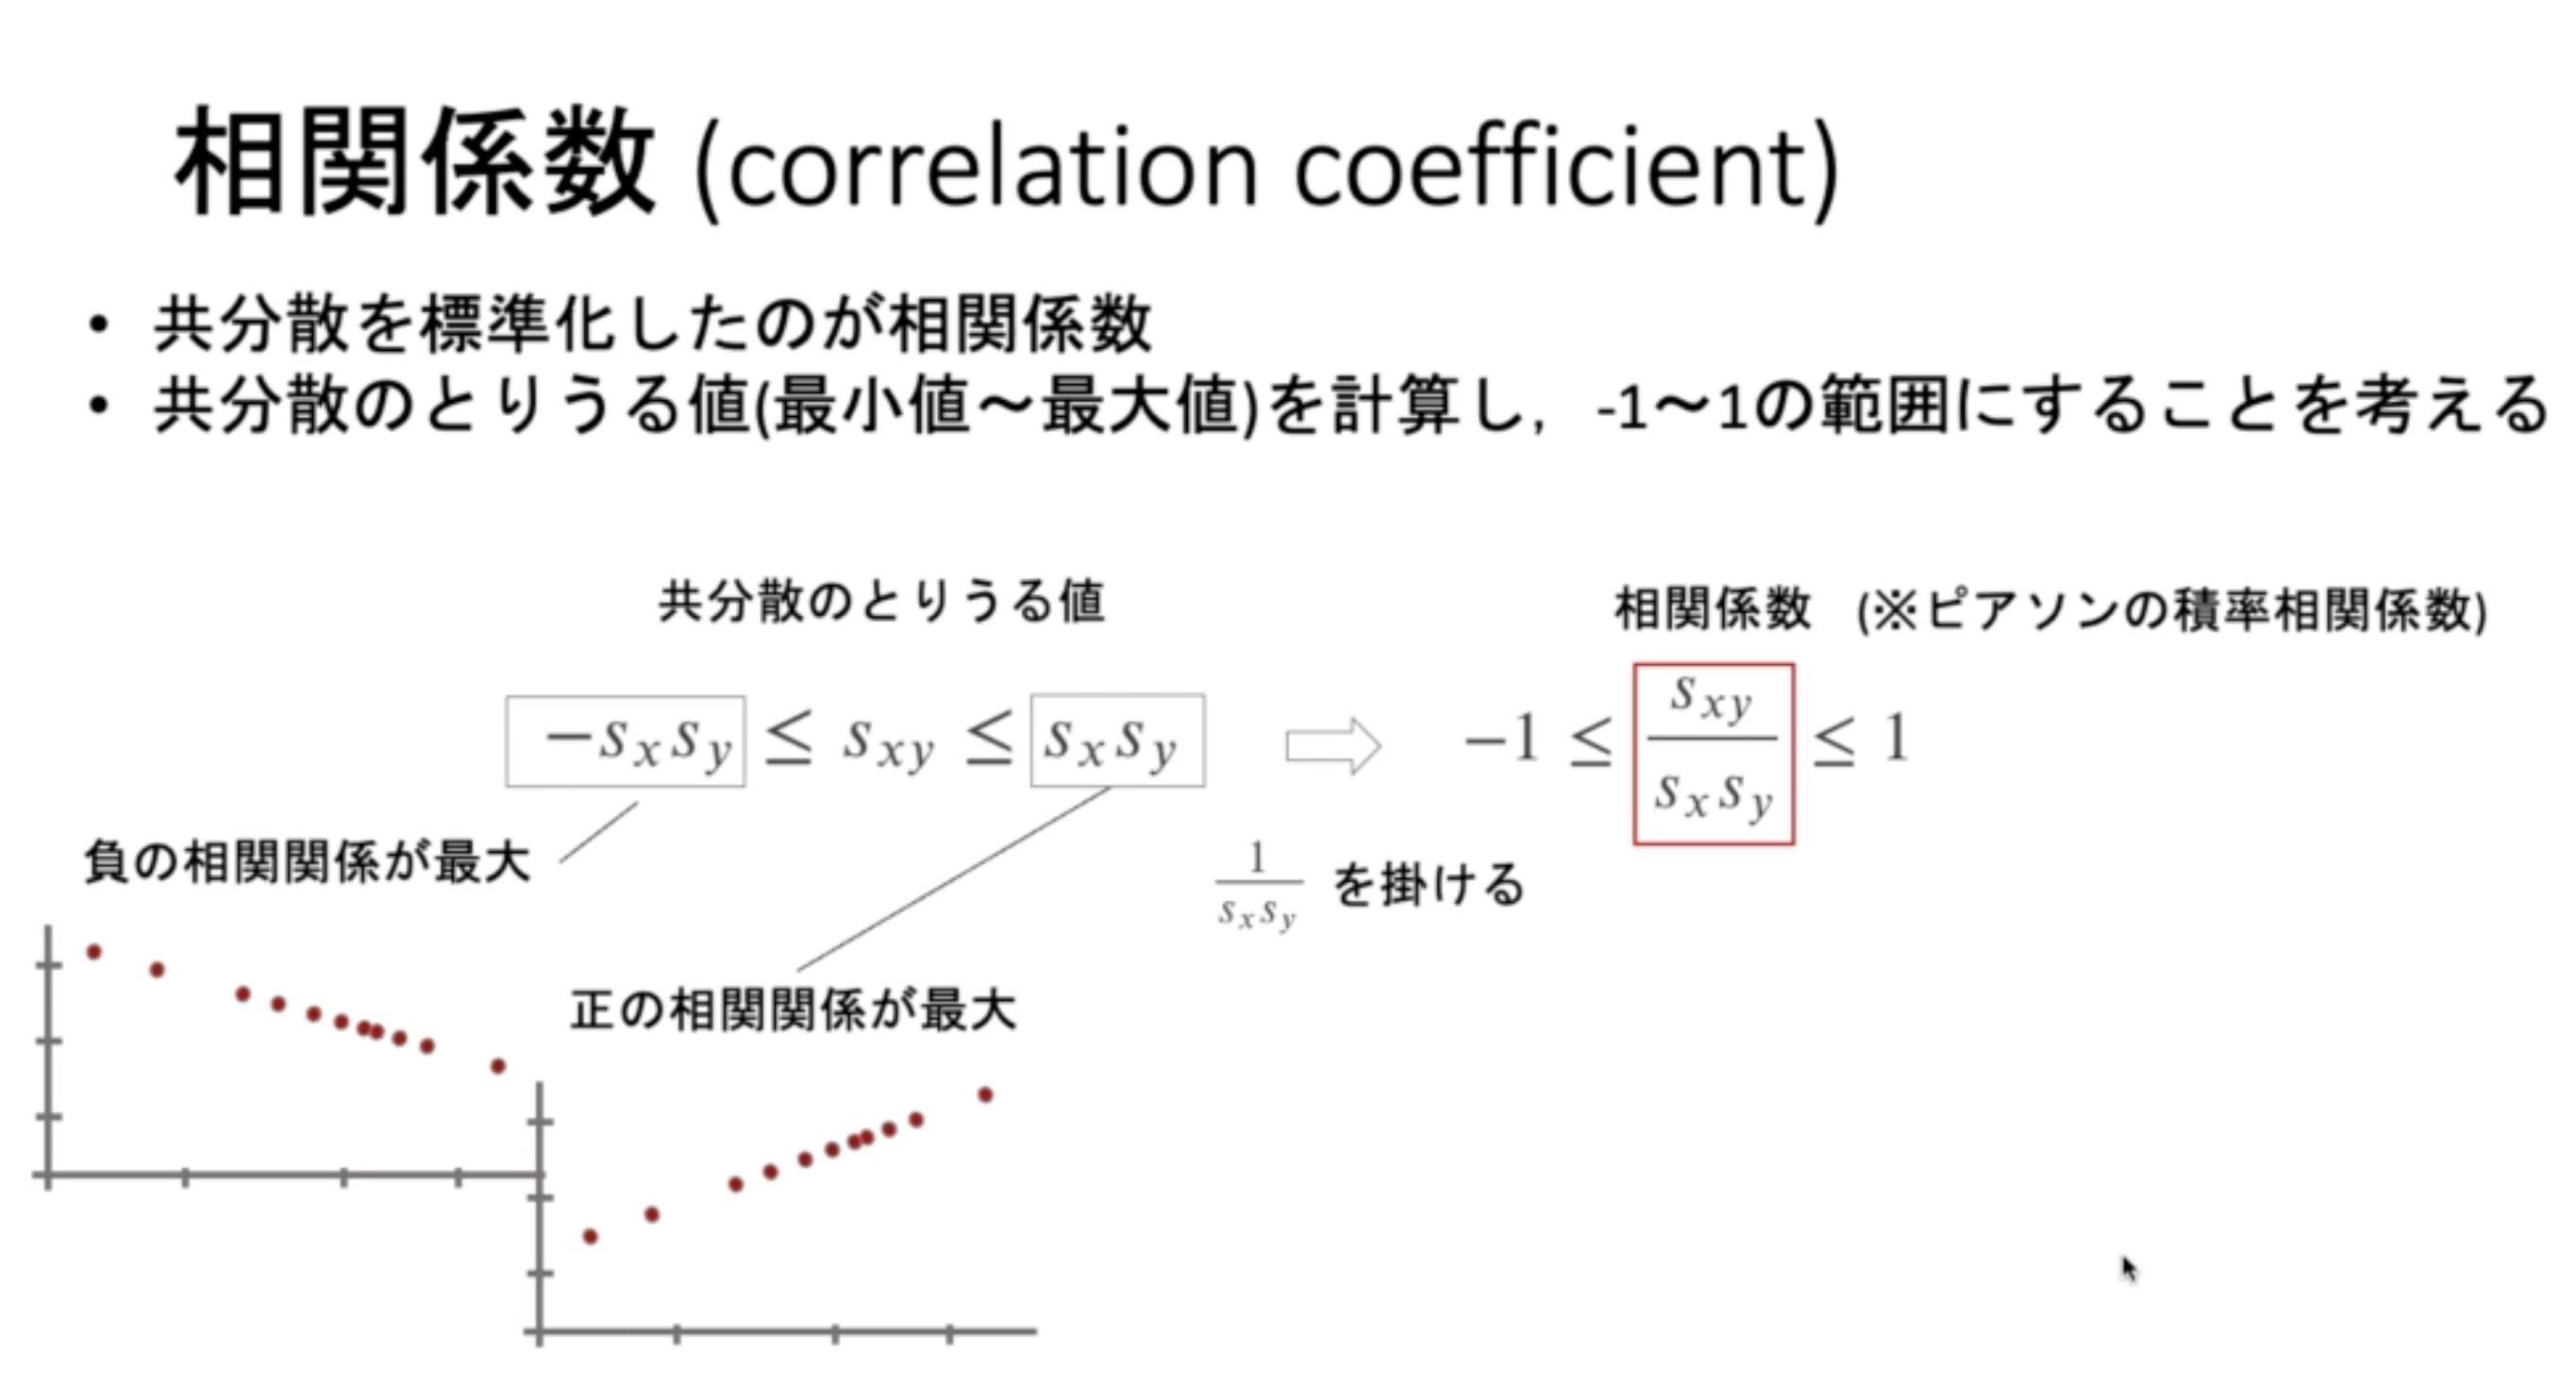 相関係数 (correlation coefficient)
• 共分散を標準化したのが相関係数
• 共分散のとりうる値(最小値〜最大値)を計算し，-1〜1の範囲にすることを考える
共分散のとりうる値
相関係数 (※ピアソンの積率相関係数)
$-s_x s_y \leq s_{xy} \leq s_x s_y$ ⇨ $-1 \leq \frac{s_{xy}}{s_x s_y} \leq 1$
負の相関関係が最大
$\frac{1}{s_x s_y}$ を掛ける
正の相関関係が最大